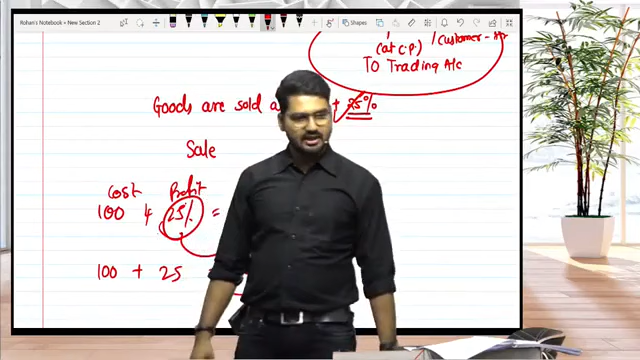 Rohan's Notebook - New Section 2
(at C.P.) / Customer -
To Trading A/c
Goods are sold + 25%
Sale
Cost Profit
100 + 25% =
100 + 25